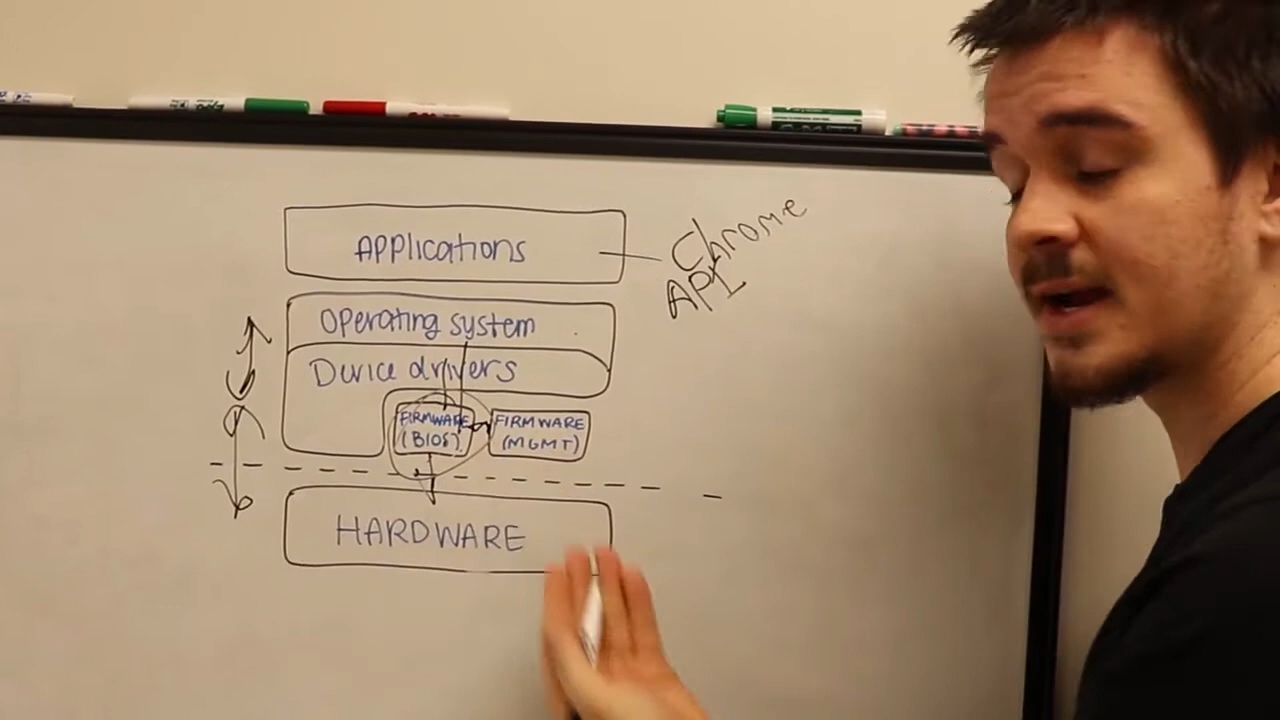 APPlications
Chrome
API
Operating system
Device drivers
FIRMWARE
(BIOS)
FIRMWARE
(MGMT)
HARDWARE